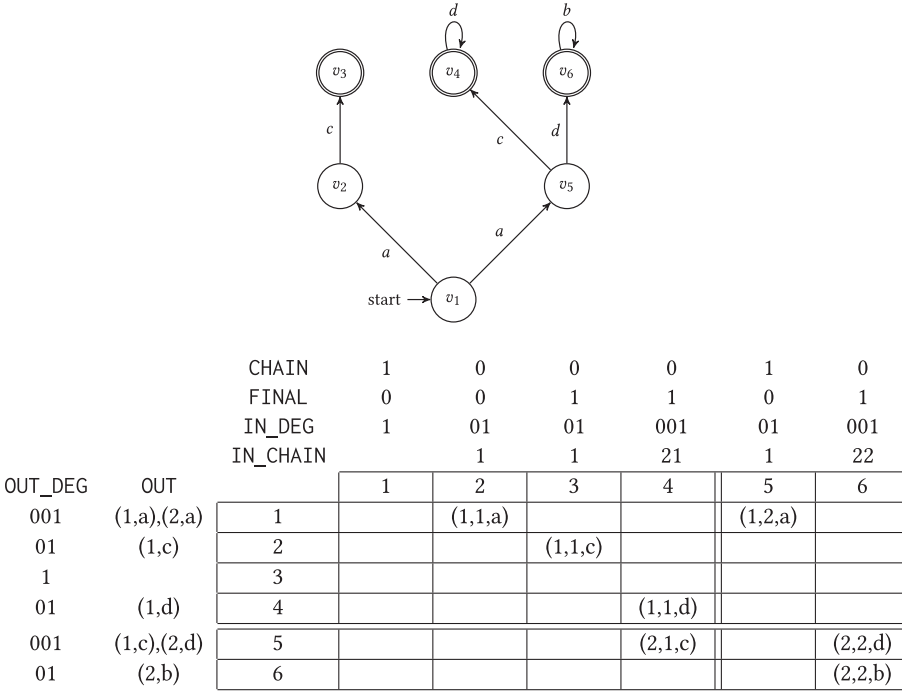 d b
v3 v4 v6
c c d
v2 v5
a a
start v1
CHAIN 1 0 0 0 1 0
FINAL 0 0 1 1 0 1
IN_DEG 1 01 01 001 01 001
IN_CHAIN 1 1 21 1 22
OUT_DEG OUT 1 2 3 4 5 6
001 (1,a),(2,a) 1 (1,1,a) (1,2,a)
01 (1,c) 2 (1,1,c)
1 3
01 (1,d) 4 (1,1,d)
001 (1,c),(2,d) 5 (2,1,c) (2,2,d)
01 (2,b) 6 (2,2,b)